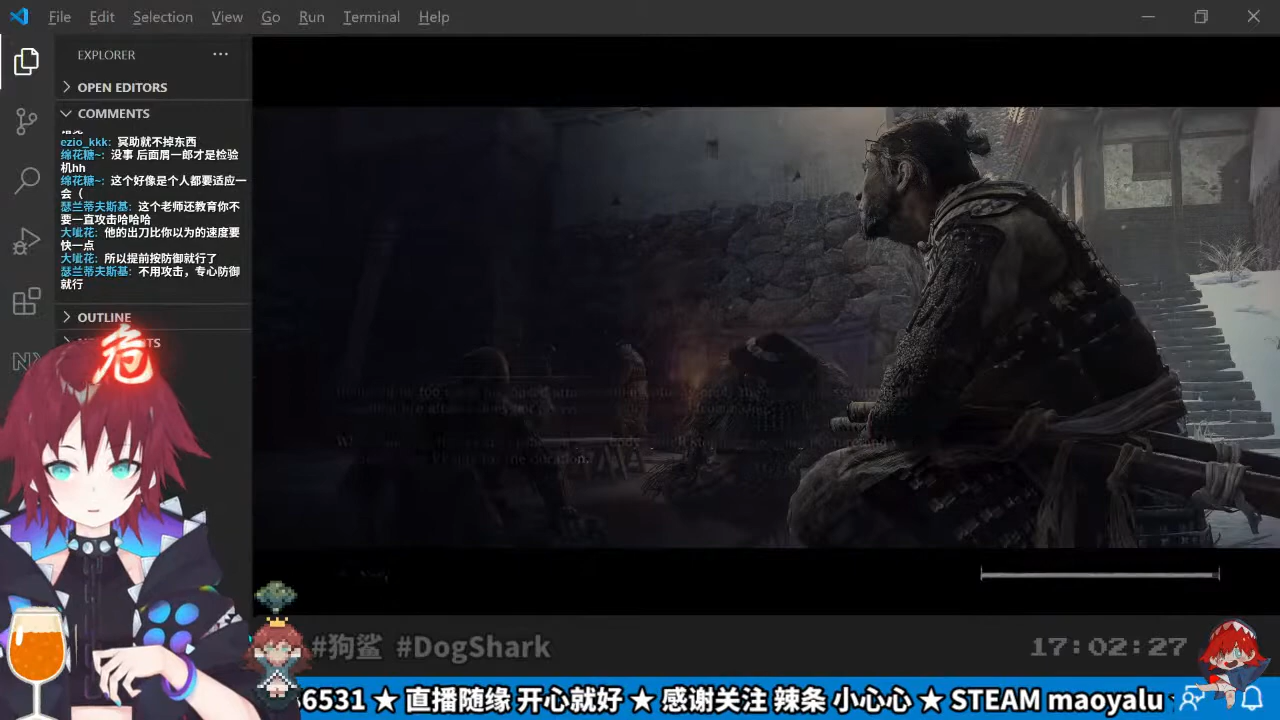 File Edit Selection View Go Run Terminal Help
EXPLORER
OPEN EDITORS
COMMENTS
ezio_kkk: 冥助就不掉东西
绵花糖~: 没事 后面屑一郎才是检验
机hh
绵花糖~: 这个好像是个人都要适应一
会（
瑟兰蒂夫斯基: 这个老师还教育你不
要一直攻击哈哈哈
大呲花: 他的出刀比你以为的速度要
快一点
大呲花: 所以提前按防御就行了
瑟兰蒂夫斯基: 不用攻击，专心防御
就行
OUTLINE
危
#狗鲨 #DogShark
17:02:27
6531 ★ 直播随缘 开心就好 ★ 感谢关注 辣条 小心心 ★ STEAM maoyalu